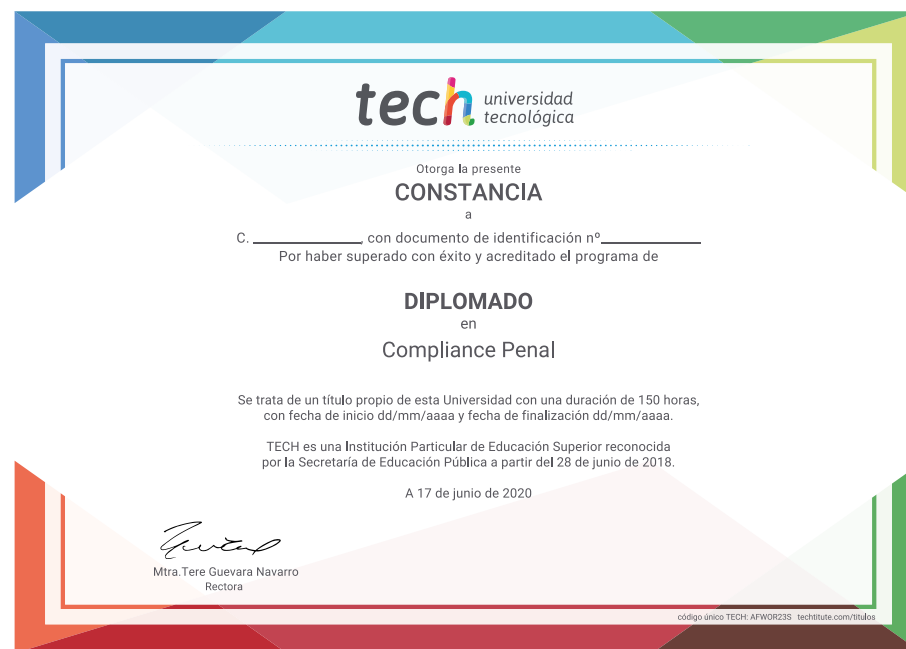 tech universidad
tecnológica
Otorga la presente
CONSTANCIA
a
C. ______________, con documento de identificación nº_____________
Por haber superado con éxito y acreditado el programa de
DIPLOMADO
en
Compliance Penal
Se trata de un título propio de esta Universidad con una duración de 150 horas,
con fecha de inicio dd/mm/aaaa y fecha de finalización dd/mm/aaaa.
TECH es una Institución Particular de Educación Superior reconocida
por la Secretaría de Educación Pública a partir del 28 de junio de 2018.
A 17 de junio de 2020
Mtra.Tere Guevara Navarro
Rectora
código único TECH: AFWOR23S techtitute.com/titulos